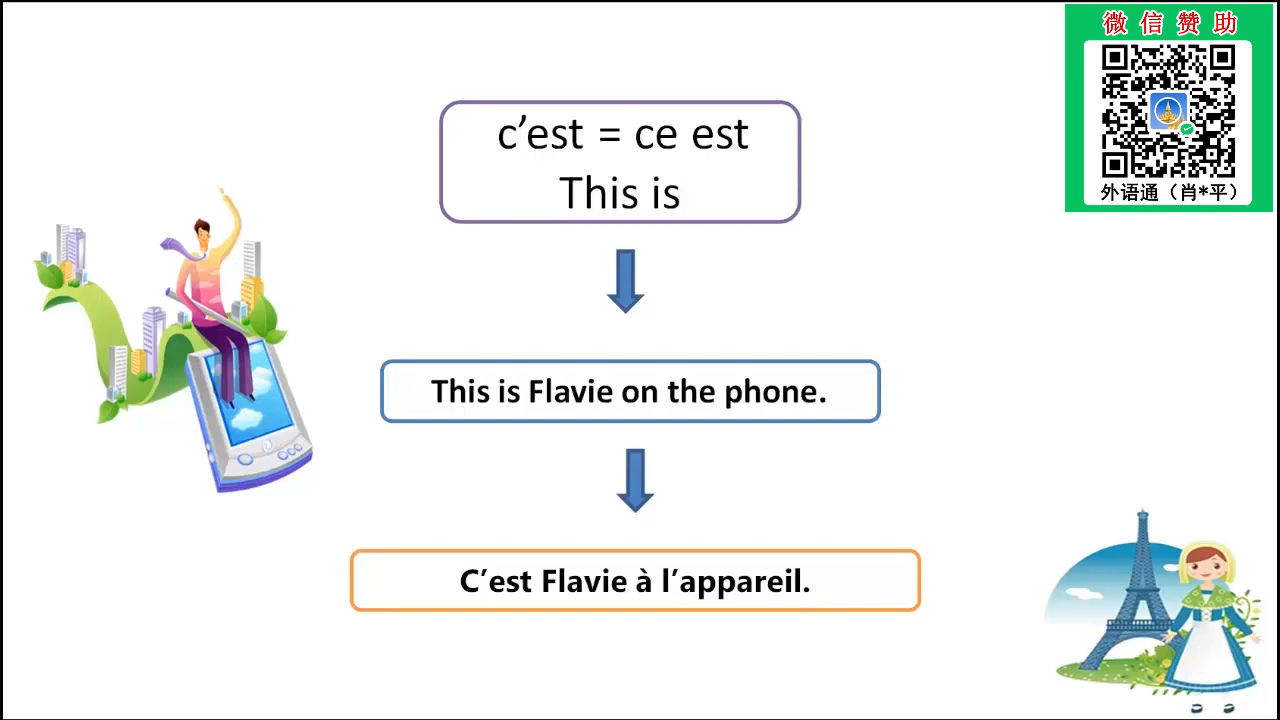 微信赞助
外语通（肖*平）
c’est = ce est
This is
This is Flavie on the phone.
C’est Flavie à l’appareil.